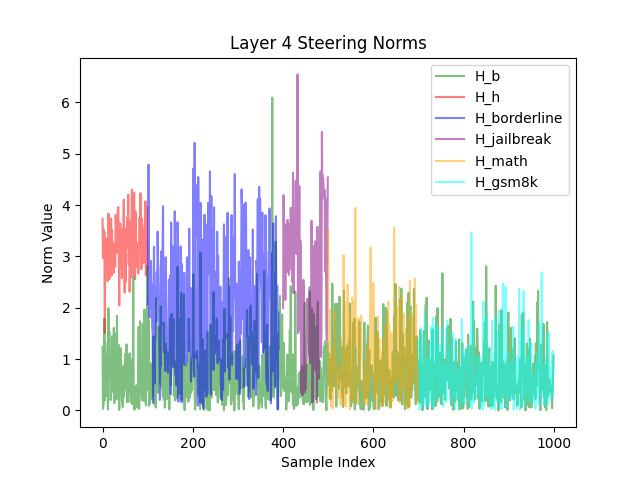 Layer 4 Steering Norms
H_b
H_h
H_borderline
H_jailbreak
H_math
H_gsm8k
Norm Value
6
5
4
3
2
1
0
0 200 400 600 800 1000
Sample Index